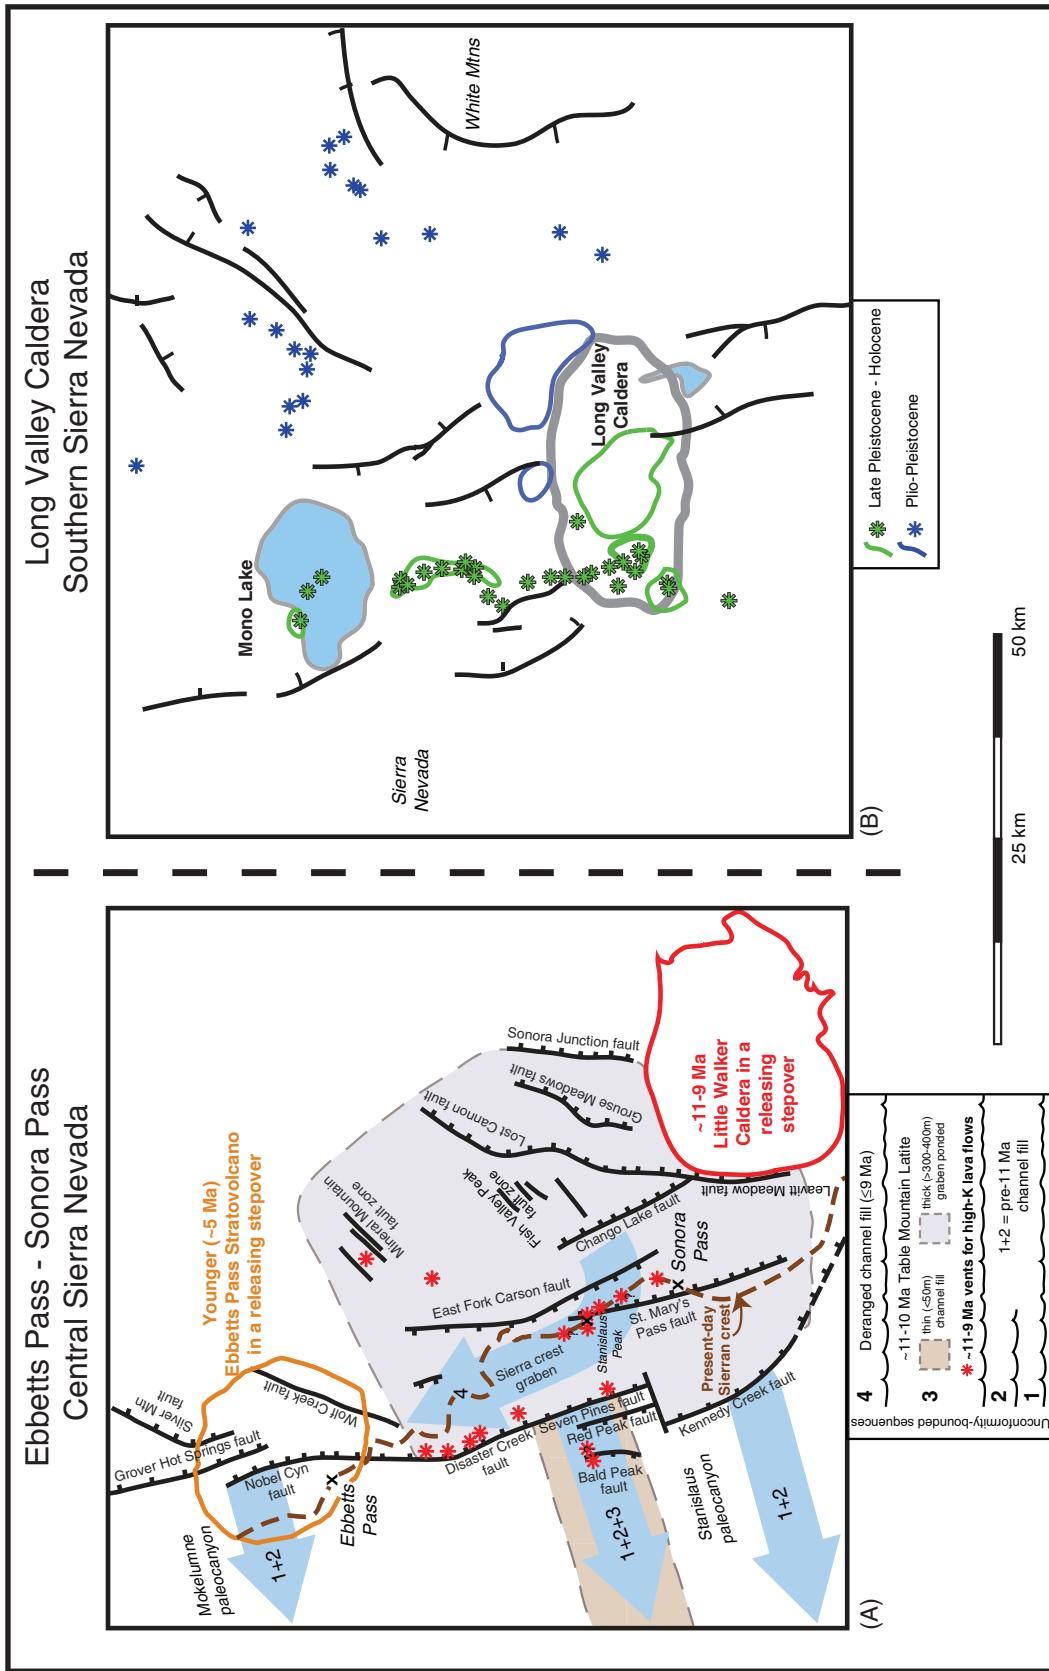 Ebbetts Pass - Sonora Pass
Central Sierra Nevada
Younger (~5 Ma)
Ebbetts Pass Stratovolcano
in a releasing stepover
Silver Mtn
fault
Grover Hot Springs fault
Wolf Creek fault
Nobel Cyn
fault
Mokelumne
paleocanyon
1+2
x
Ebbetts
Pass
Mineral Mountain
fault zone
Fish Valley Peak
fault zone
Lost Cannon fault
Grouse Meadows fault
Sonora Junction fault
East Fork Carson fault
Chango Lake fault
Leavitt Meadow fault
4
Sierra crest
graben
Disaster Creek
fault
Seven Pines fault
Red Peak fault
Bald Peak
fault
?
x
?
Stanislaus
Peak
St. Mary's
Pass fault
x
Sonora
Pass
Present-day
Sierran crest
Kennedy Creek fault
1+2+3
Stanislaus
paleocanyon
1+2
~11-9 Ma
Little Walker
Caldera in a
releasing
stepover
(A)
Unconformity-bounded sequences
4 Deranged channel fill (≤9 Ma)
~11-10 Ma Table Mountain Latite
3
thin (<50m)
channel fill
thick (>300-400m)
graben ponded
~11-9 Ma vents for high-K lava flows
2
1+2 = pre-11 Ma
channel fill
1
Long Valley Caldera
Southern Sierra Nevada
Mono Lake
White Mtns
Sierra
Nevada
Long Valley
Caldera
(B)
Late Pleistocene - Holocene
Plio-Pleistocene
25 km
50 km